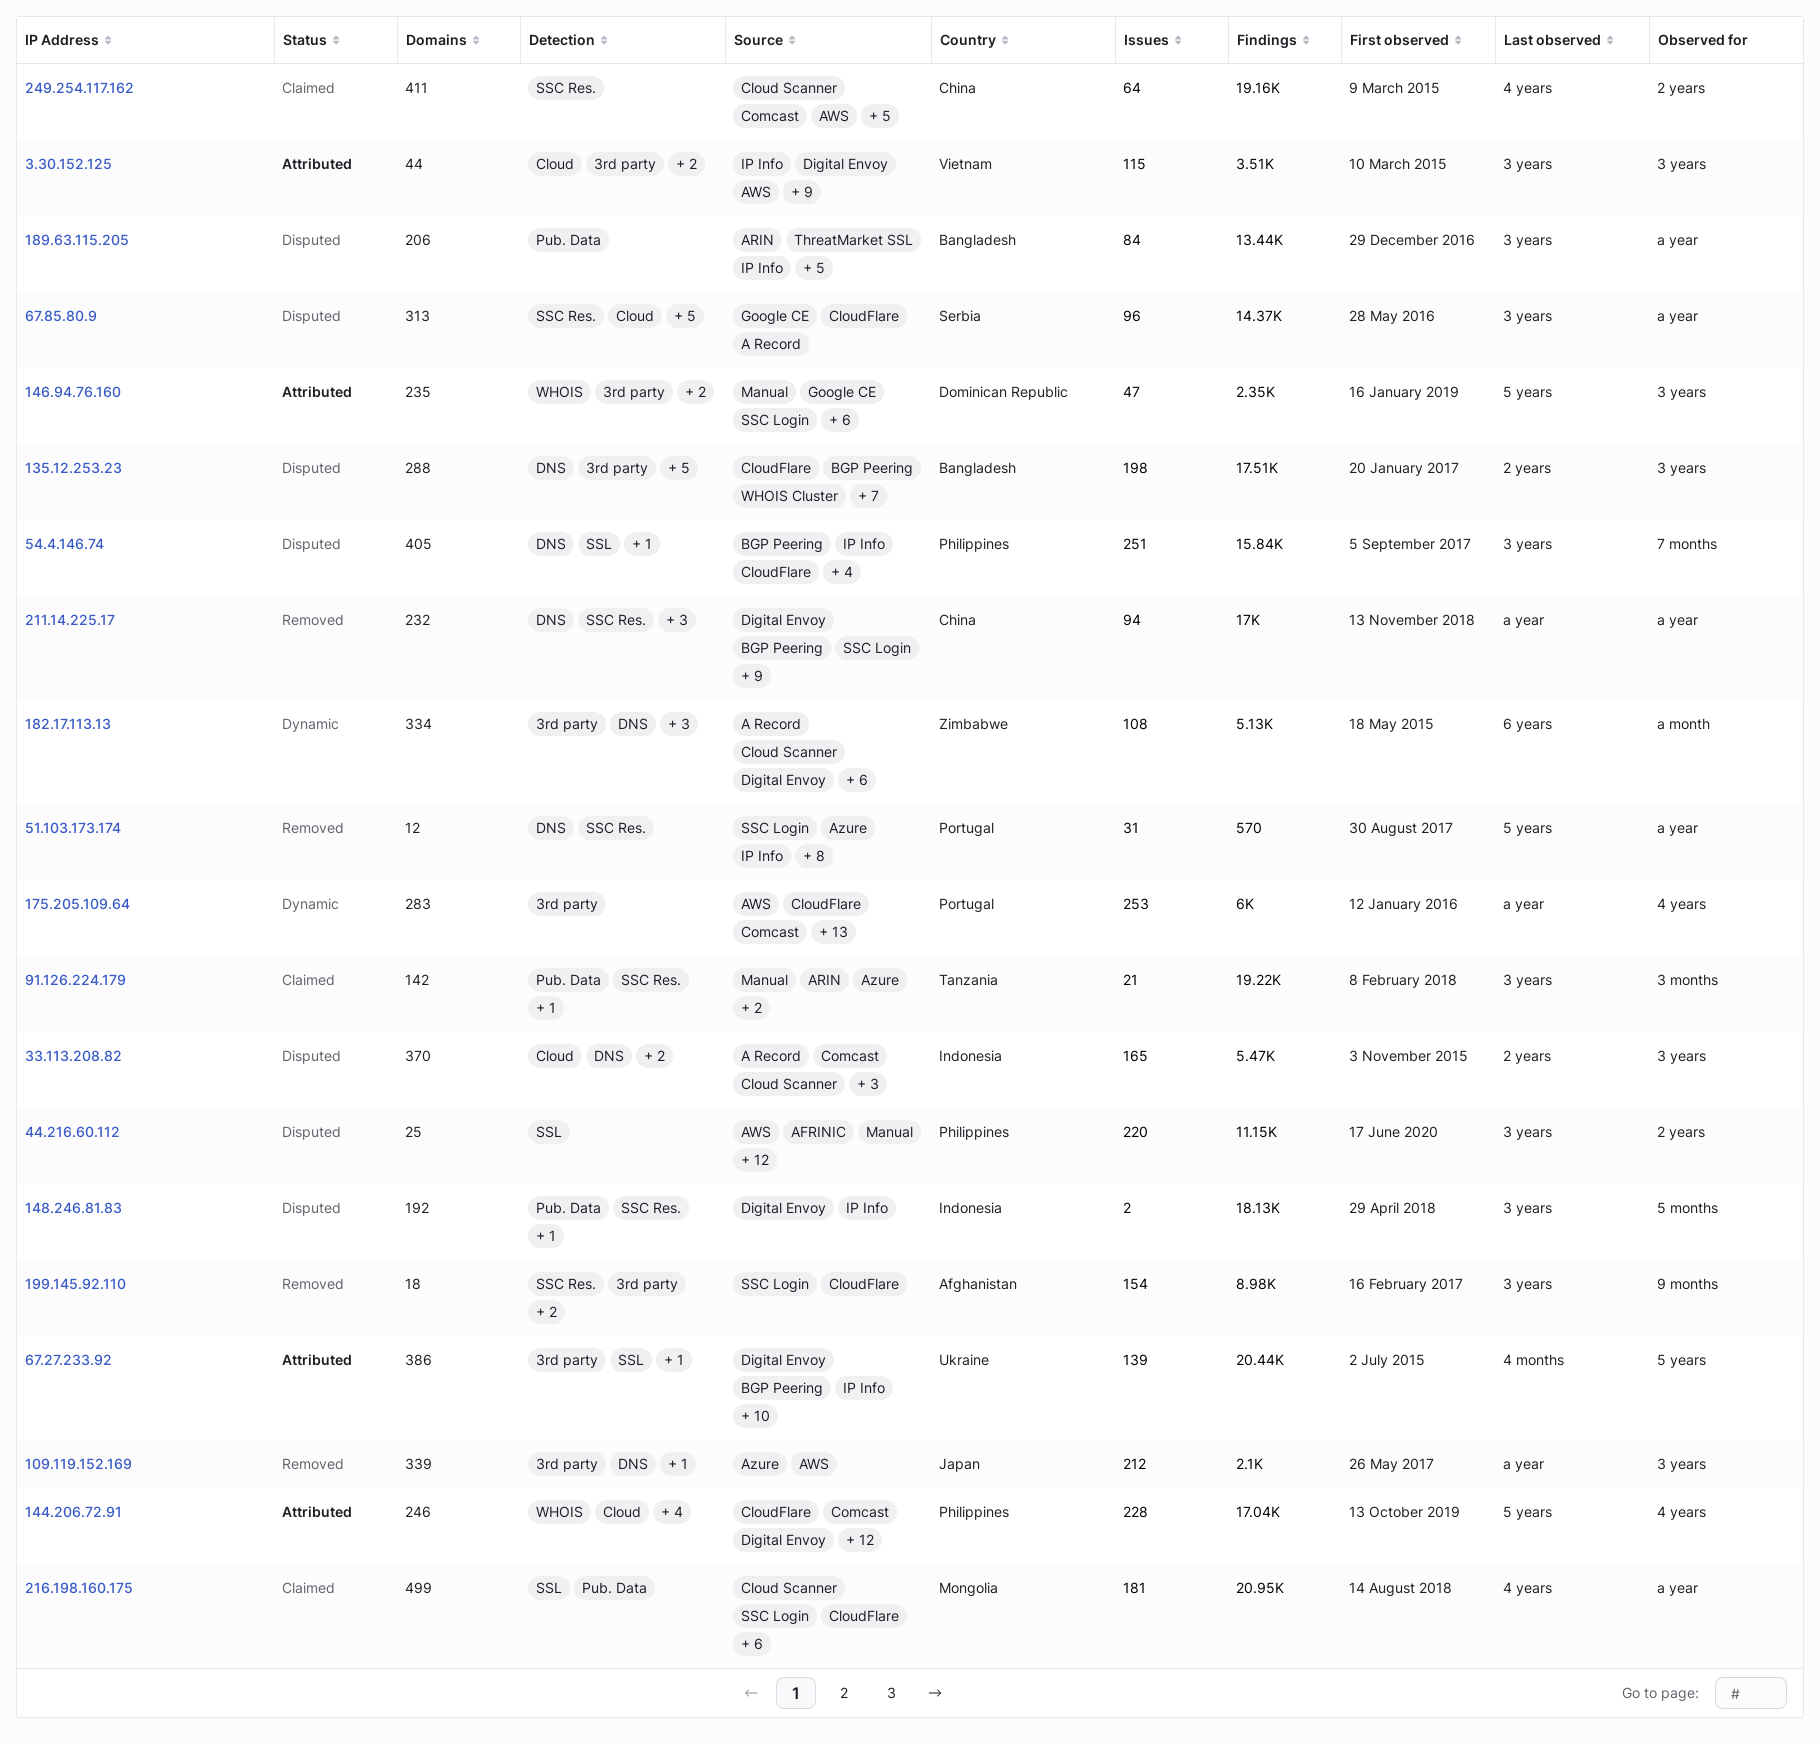 IP Address Status Domains Detection Source Country Issues Findings First observed Last observed Observed for
249.254.117.162 Claimed 411 SSC Res. Cloud Scanner China 64 19.16K 9 March 2015 4 years 2 years
Comcast AWS + 5
3.30.152.125 Attributed 44 Cloud 3rd party + 2 IP Info Digital Envoy Vietnam 115 3.51K 10 March 2015 3 years 3 years
AWS + 9
189.63.115.205 Disputed 206 Pub. Data ARIN ThreatMarket SSL Bangladesh 84 13.44K 29 December 2016 3 years a year
IP Info + 5
67.85.80.9 Disputed 313 SSC Res. Cloud + 5 Google CE CloudFlare Serbia 96 14.37K 28 May 2016 3 years a year
A Record
146.94.76.160 Attributed 235 WHOIS 3rd party + 2 Manual Google CE Dominican Republic 47 2.35K 16 January 2019 5 years 3 years
SSC Login + 6
135.12.253.23 Disputed 288 DNS 3rd party + 5 CloudFlare BGP Peering Bangladesh 198 17.51K 20 January 2017 2 years 3 years
WHOIS Cluster + 7
54.4.146.74 Disputed 405 DNS SSL + 1 BGP Peering IP Info Philippines 251 15.84K 5 September 2017 3 years 7 months
CloudFlare + 4
211.14.225.17 Removed 232 DNS SSC Res. + 3 Digital Envoy China 94 17K 13 November 2018 a year a year
BGP Peering SSC Login
+ 9
182.17.113.13 Dynamic 334 3rd party DNS + 3 A Record Zimbabwe 108 5.13K 18 May 2015 6 years a month
Cloud Scanner
Digital Envoy + 6
51.103.173.174 Removed 12 DNS SSC Res. SSC Login Azure Portugal 31 570 30 August 2017 5 years a year
IP Info + 8
175.205.109.64 Dynamic 283 3rd party AWS CloudFlare Portugal 253 6K 12 January 2016 a year 4 years
Comcast + 13
91.126.224.179 Claimed 142 Pub. Data SSC Res. Manual ARIN Azure Tanzania 21 19.22K 8 February 2018 3 years 3 months
+ 1 + 2
33.113.208.82 Disputed 370 Cloud DNS + 2 A Record Comcast Indonesia 165 5.47K 3 November 2015 2 years 3 years
Cloud Scanner + 3
44.216.60.112 Disputed 25 SSL AWS AFRINIC Manual Philippines 220 11.15K 17 June 2020 3 years 2 years
+ 12
148.246.81.83 Disputed 192 Pub. Data SSC Res. Digital Envoy IP Info Indonesia 2 18.13K 29 April 2018 3 years 5 months
+ 1
199.145.92.110 Removed 18 SSC Res. 3rd party SSC Login CloudFlare Afghanistan 154 8.98K 16 February 2017 3 years 9 months
+ 2
67.27.233.92 Attributed 386 3rd party SSL + 1 Digital Envoy Ukraine 139 20.44K 2 July 2015 4 months 5 years
BGP Peering IP Info
+ 10
109.119.152.169 Removed 339 3rd party DNS + 1 Azure AWS Japan 212 2.1K 26 May 2017 a year 3 years
144.206.72.91 Attributed 246 WHOIS Cloud + 4 CloudFlare Comcast Philippines 228 17.04K 13 October 2019 5 years 4 years
Digital Envoy + 12
216.198.160.175 Claimed 499 SSL Pub. Data Cloud Scanner Mongolia 181 20.95K 14 August 2018 4 years a year
SSC Login CloudFlare
+ 6
← 1 2 3 → Go to page: #